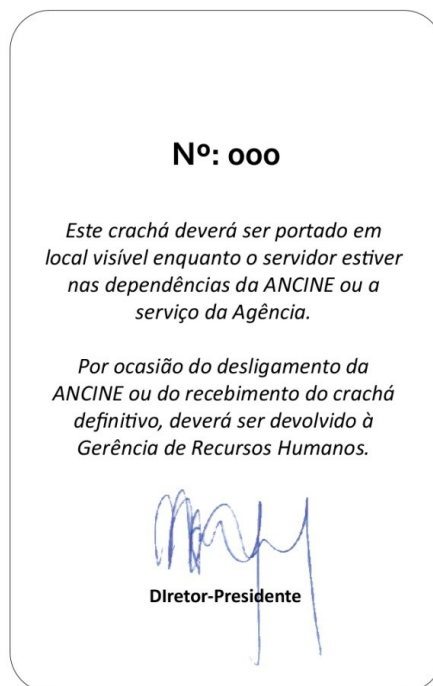 Nº: 000
Este crachá deverá ser portado em
local visível enquanto o servidor estiver
nas dependências da ANCINE ou a
serviço da Agência.
Por ocasião do desligamento da
ANCINE ou do recebimento do crachá
definitivo, deverá ser devolvido à
Gerência de Recursos Humanos.
DIretor-Presidente